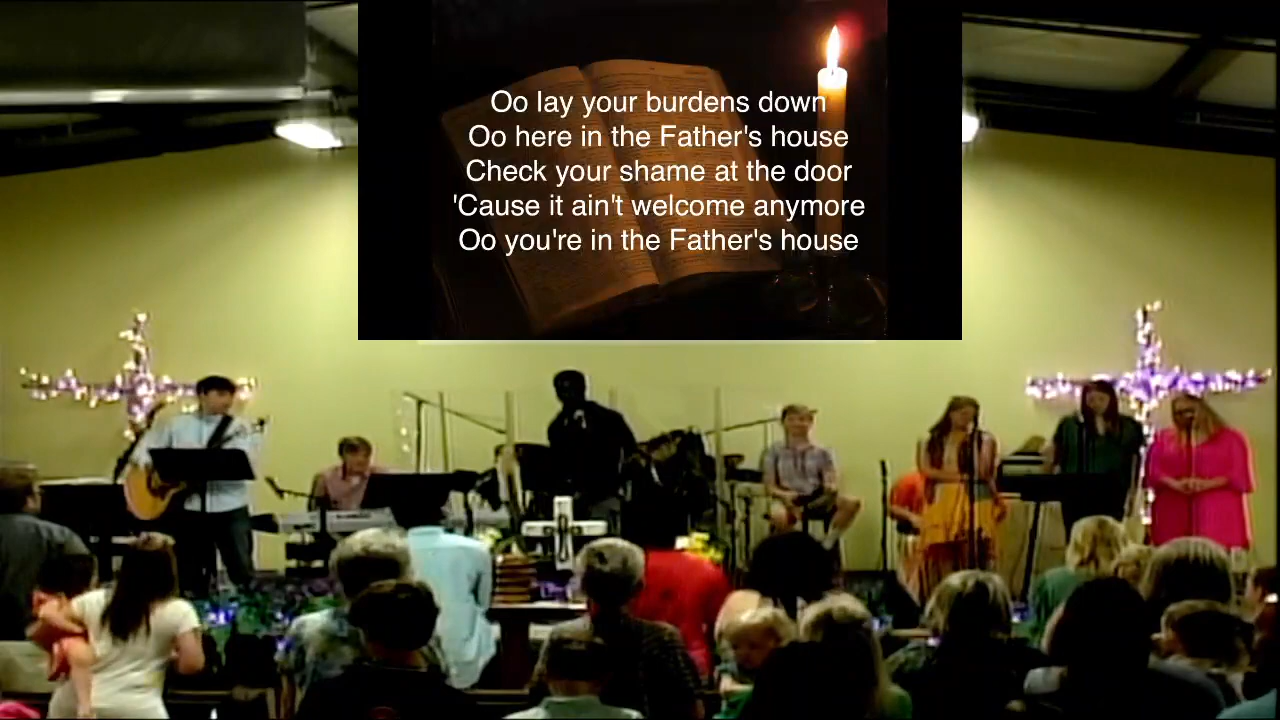 Oo lay your burdens down
Oo here in the Father's house
Check your shame at the door
'Cause it ain't welcome anymore
Oo you're in the Father's house